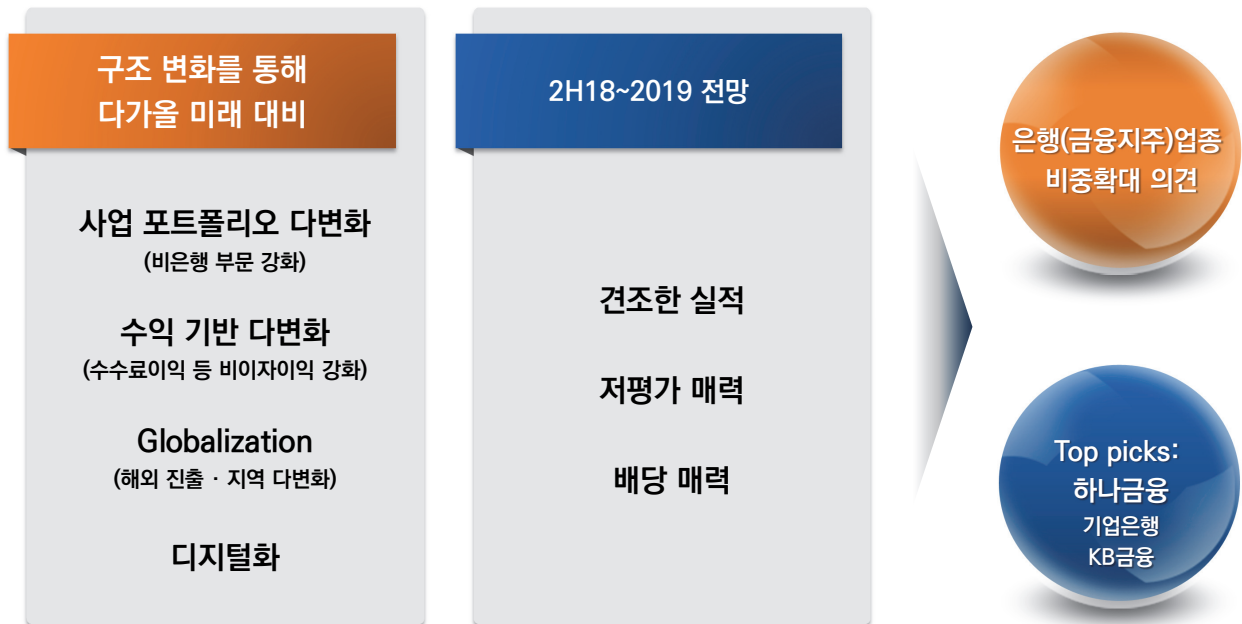 구조 변화를 통해
다가올 미래 대비
사업 포트폴리오 다변화
(비은행 부문 강화)
수익 기반 다변화
(수수료이익 등 비이자이익 강화)
Globalization
(해외 진출 · 지역 다변화)
디지털화
2H18~2019 전망
견조한 실적
저평가 매력
배당 매력
은행(금융지주)업종
비중확대 의견
Top picks:
하나금융
기업은행
KB금융